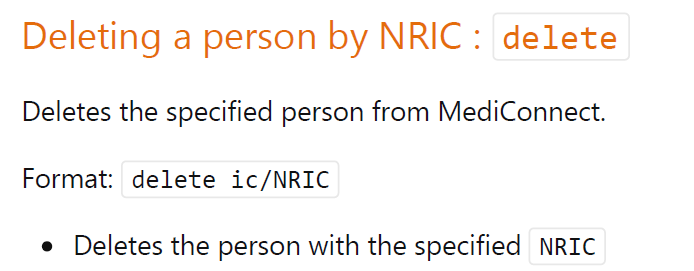 Deleting a person by NRIC : delete
Deletes the specified person from MediConnect.
Format: delete ic/NRIC
• Deletes the person with the specified NRIC